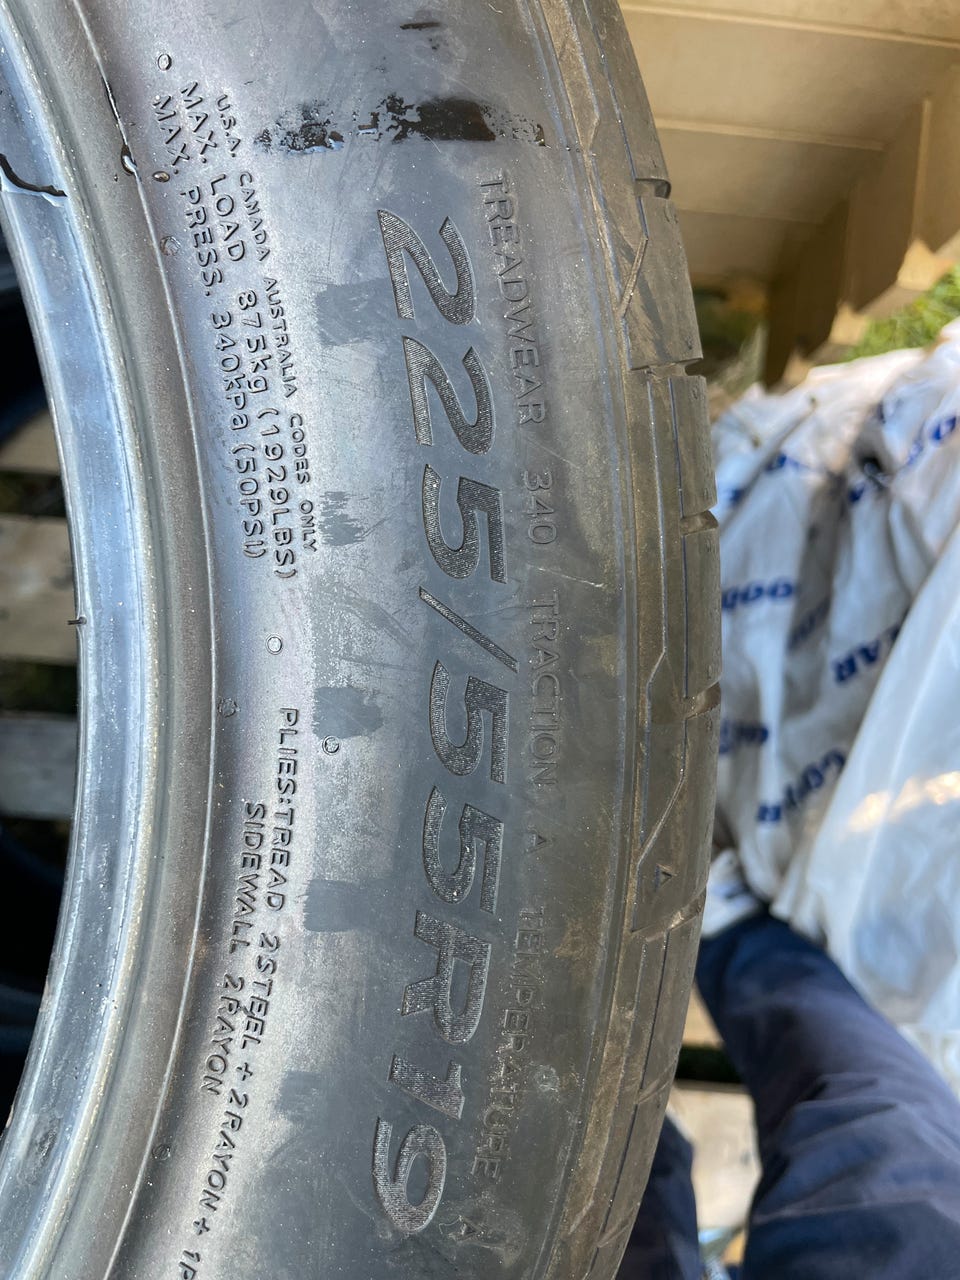 TREADWEAR 340 TRACTION A TEMPERATURE A
225/55R19
U.S.A. CANADA AUSTRALIA CODES ONLY
MAX. LOAD 875kg (1929LBS)
MAX. PRESS. 340kPa (50PSI)
PLIES:TREAD 2STEEL + 2RAYON + 1P
SIDEWALL 2RAYON